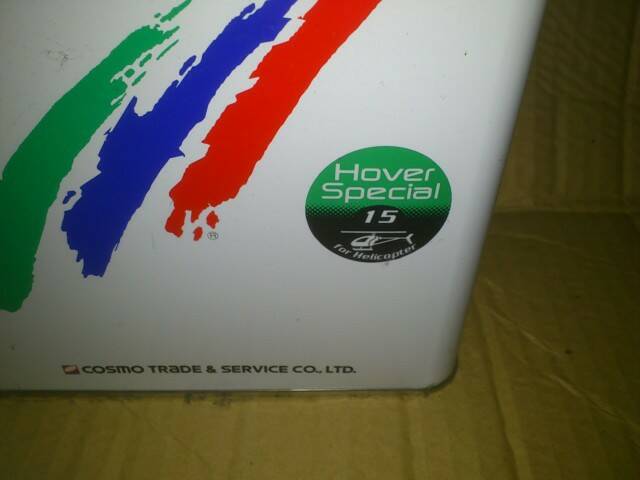 Hover
Special
15
for Helicopter
®
COSMO TRADE & SERVICE CO., LTD.